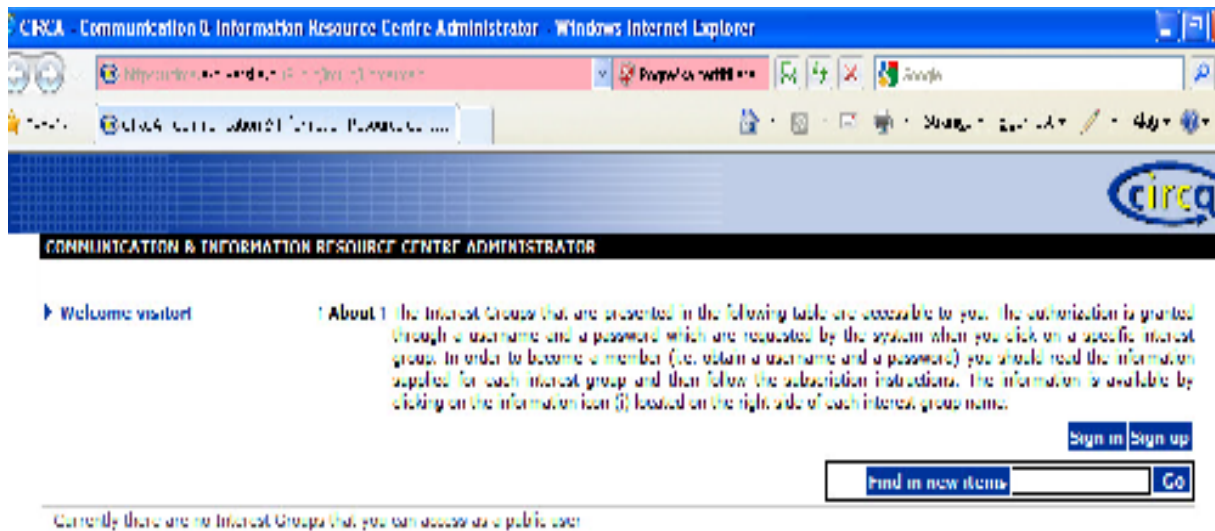 CIRCA - Communication & Information Resource Centre Administrator - Windows Internet Explorer
Google
circa
COMMUNICATION & INFORMATION RESOURCE CENTRE ADMINISTRATOR
Welcome visitor!
About The Interest Groups that are presented in the following table are accessible to you. The authorization is granted
through a username and a password which are requested by the system when you click on a specific interest
group. In order to become a member (i.e. obtain a username and a password) you should read the information
supplied for each interest group and then follow the subscription instructions. The information is available by
clicking on the information icon (i) located on the right side of each interest group name.
Sign in Sign up
Find in new items Go
Currently there are no Interest Groups that you can access as a public user